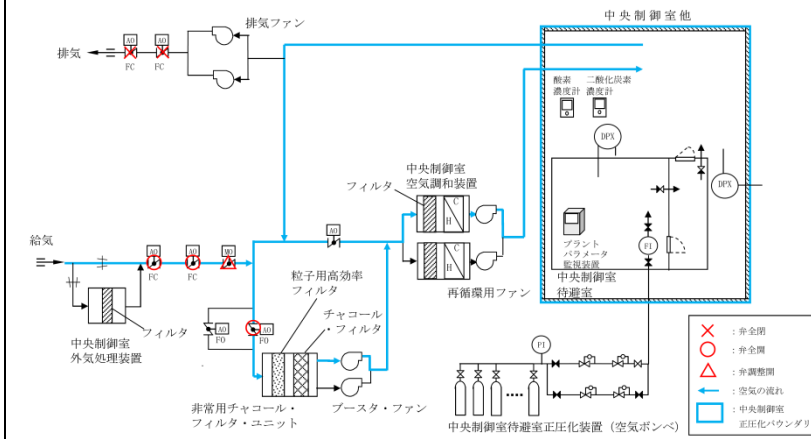 中央制御室他
排気ファン
排気
AO
AO
FC
FC
酸素
濃度計
二酸化炭素
濃度計
DPX
DPX
中央制御室
空気調和装置
フィルタ
C
H
C
H
再循環用ファン
プラント
パラメータ
監視装置
FI
中央制御室
待避室
給気
AO
AO
MO
FC
FC
AO
フィルタ
中央制御室
外気処理装置
粒子用高効率
フィルタ
チャコール
・フィルタ
AO
FO
AO
FO
非常用チャコール・
フィルタ・ユニット
ブースタ・ファン
PI
中央制御室待避室正圧化装置（空気ボンベ）
：弁全閉
：弁全開
：弁調整開
：空気の流れ
：中央制御室
正圧化バウンダリ